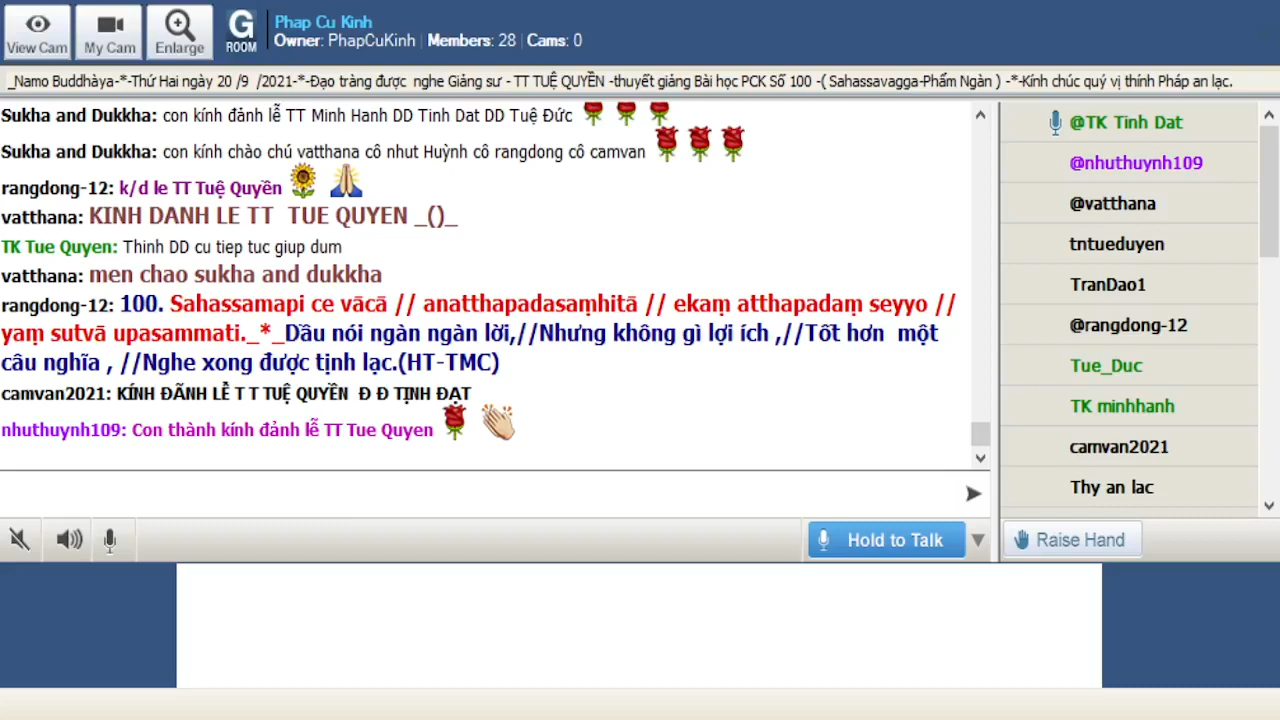 View Cam
My Cam
Enlarge
G
ROOM
Phap Cu Kinh
Owner: PhapCuKinh | Members: 28 | Cams: 0
_Namo Buddhàya-*-Thứ Hai ngày 20 /9 /2021-*-Đạo tràng được nghe Giảng sư - TT TUỆ QUYỀN -thuyết giảng Bài học PCK Số 100 -( Sahassavagga-Phẩm Ngàn ) -*-Kính chúc quý vị thính Pháp an lạc.
Sukha and Dukkha: con kính đảnh lễ TT Minh Hanh DD Tinh Dat DD Tuệ Đức
Sukha and Dukkha: con kính chào chú vatthana cô nhut Huỳnh cô rangdong cô camvan
rangdong-12: k/d le TT Tuệ Quyền
vatthana: KINH DANH LE TT TUE QUYEN _()_
TK Tue Quyen: Thinh DD cu tiep tuc giup dum
vatthana: men chao sukha and dukkha
rangdong-12: 100. Sahassamapi ce vācā // anatthapadasaṃhitā // ekaṃ atthapadaṃ seyyo //
yaṃ sutvā upasammati._*_Dầu nói ngàn ngàn lời,//Nhưng không gì lợi ích ,//Tốt hơn một
câu nghĩa , //Nghe xong được tịnh lạc.(HT-TMC)
camvan2021: KÍNH ĐÃNH LỄ T T TUỆ QUYỀN Đ Đ TỊNH ĐẠT
nhuthuynh109: Con thành kính đảnh lễ TT Tue Quyen
@TK Tinh Dat
@nhuthuynh109
@vatthana
tntueduyen
TranDao1
@rangdong-12
Tue_Duc
TK minhhanh
camvan2021
Thy an lac
Hold to Talk
Raise Hand